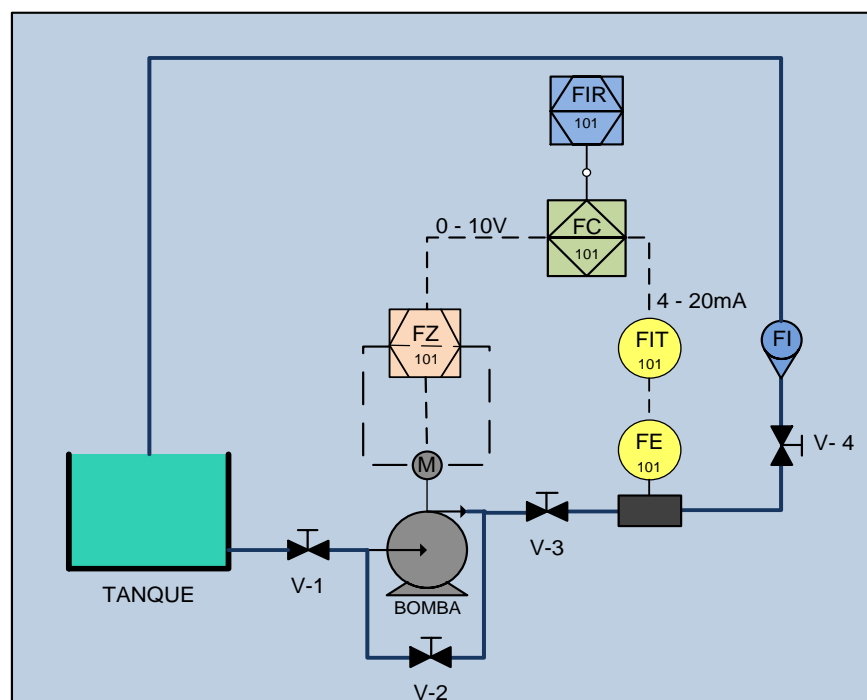 FIR
101
0 - 10V
FC
101
4 - 20mA
FZ
101
FIT
101
FI
FE
101
V- 4
M
V-3
V-1
TANQUE
BOMBA
V-2